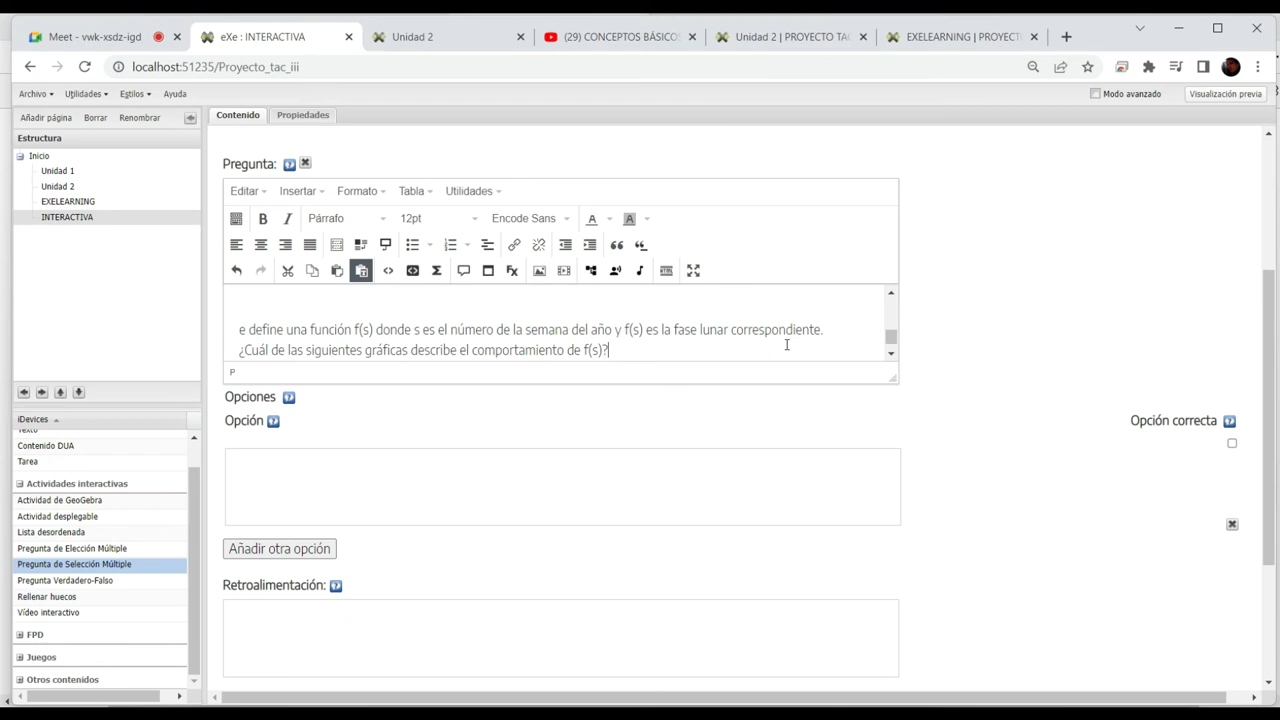 Meet - vwk-xsdz-igd
eXe : INTERACTIVA
Unidad 2
(29) CONCEPTOS BÁSICOS
Unidad 2 | PROYECTO TAC
EXELEARNING | PROYECT
localhost:51235/Proyecto_tac_iii
Archivo Utilidades Estilos Ayuda
Modo avanzado
Visualización previa
Añadir página Borrar Renombrar
Contenido Propiedades
Estructura
Inicio
Unidad 1
Unidad 2
EXELEARNING
INTERACTIVA
Pregunta:
Editar Insertar Formato Tabla Utilidades
B I Párrafo 12pt Encode Sans A A
e define una función f(s) donde s es el número de la semana del año y f(s) es la fase lunar correspondiente.
¿Cuál de las siguientes gráficas describe el comportamiento de f(s)?
P
Opciones
Opción
Opción correcta
Añadir otra opción
Retroalimentación:
iDevices
Texto
Contenido DUA
Tarea
Actividades interactivas
Actividad de GeoGebra
Actividad desplegable
Lista desordenada
Pregunta de Elección Múltiple
Pregunta de Selección Múltiple
Pregunta Verdadero-Falso
Rellenar huecos
Vídeo interactivo
FPD
Juegos
Otros contenidos